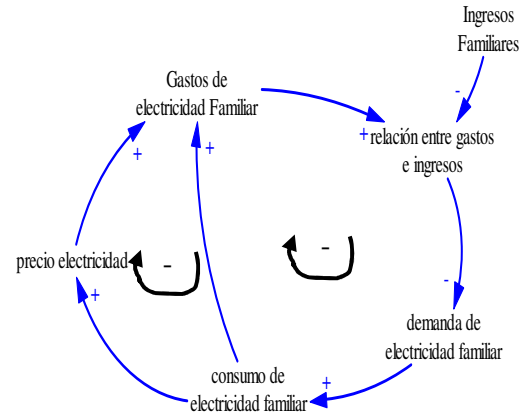 Ingresos
Familiares
-
Gastos de
electricidad Familiar
+
+
+
relación entre gastos
e ingresos
-
-
precio electricidad
-
+
-
demanda de
electricidad familiar
+
consumo de
electricidad familiar